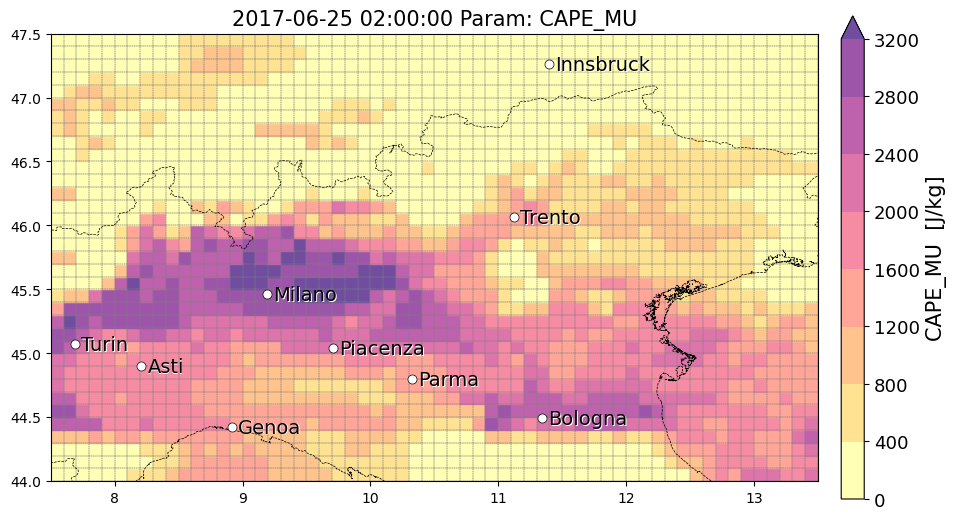 2017-06-25 02:00:00 Param: CAPE_MU
47.5
47.0
46.5
46.0
45.5
45.0
44.5
44.0
8
9
10
11
12
13
Innsbruck
Trento
Milano
Turin
Piacenza
Asti
Parma
Bologna
Genoa
3200
2800
2400
2000
1600
1200
800
400
0
CAPE_MU [J/kg]